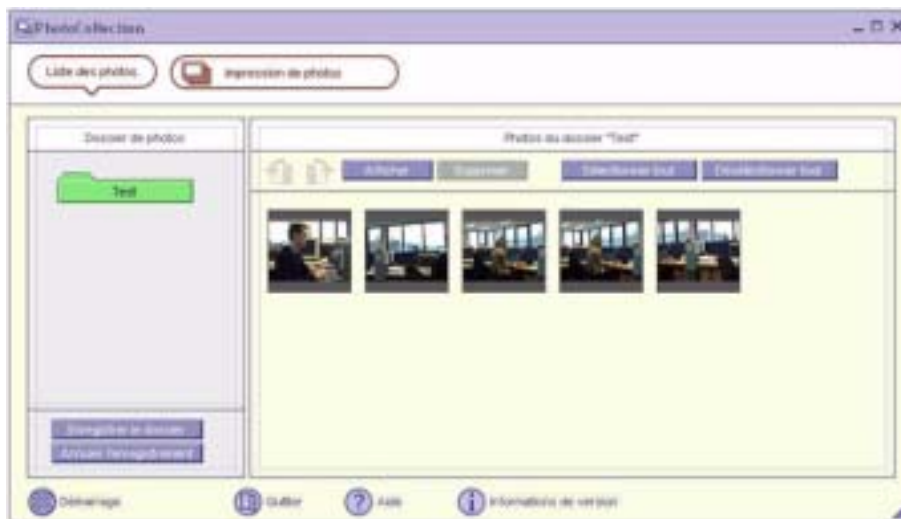 PhotoCollection
Liste des photos
Impression de photos
Dossier de photos
Photos du dossier "Test"
Afficher
Supprimer
Sélectionner tout
Désélectionner tout
Test
Enregistrer le dossier
Annuler l'enregistrement
Démarrage
Quitter
? Aide
i Informations de version